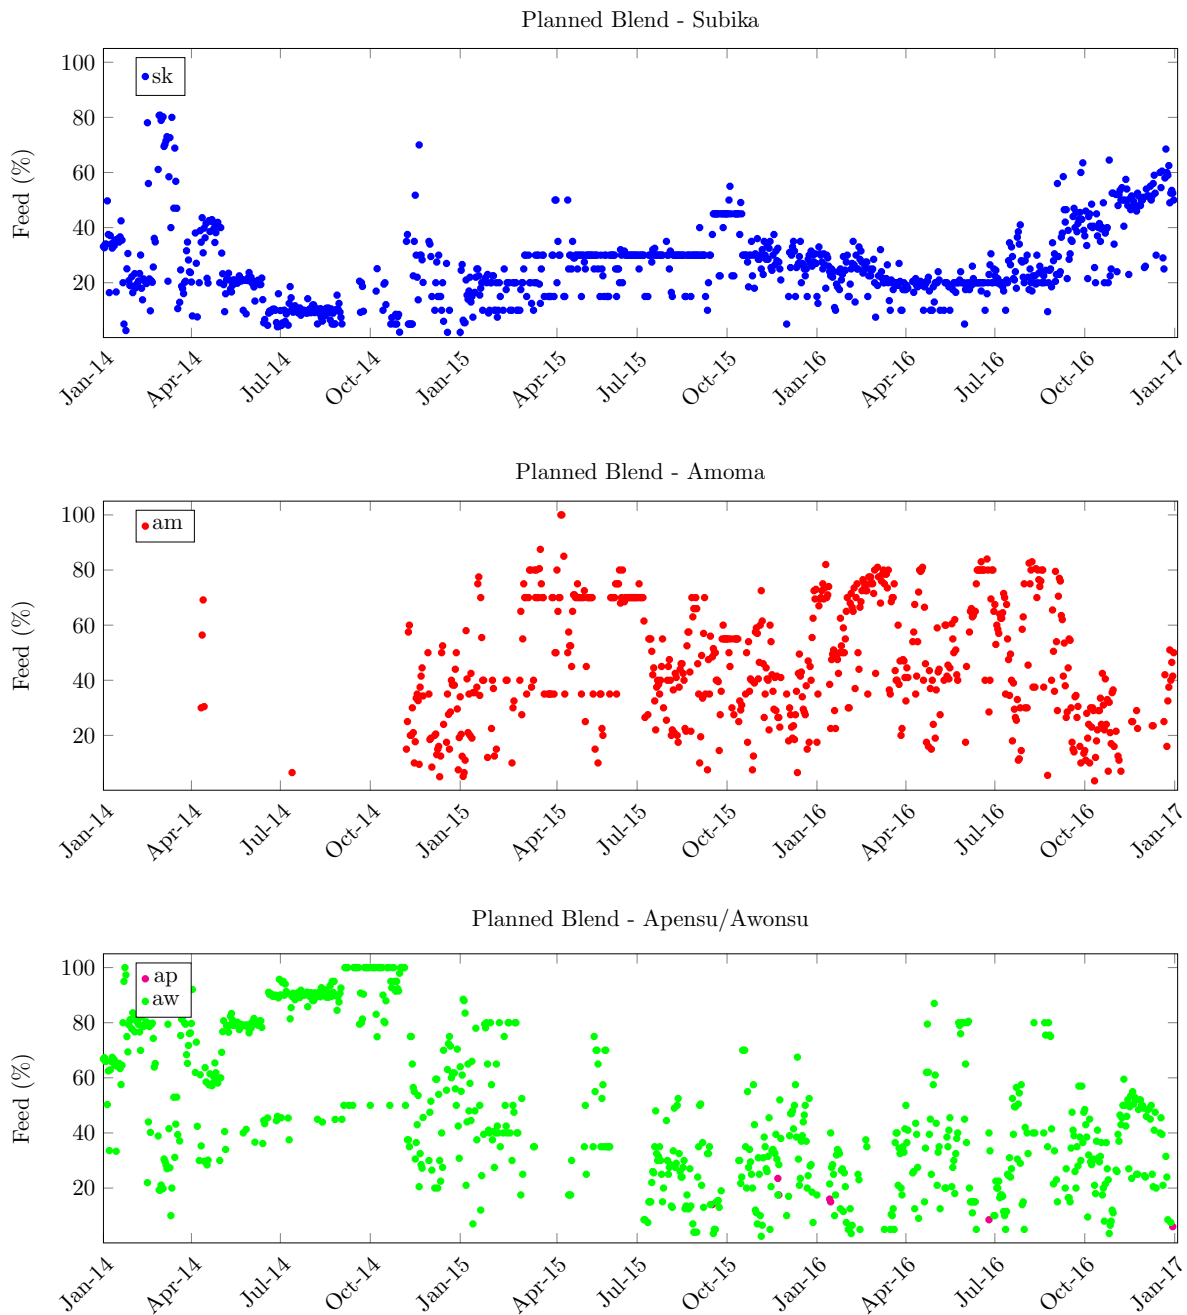 Planned Blend - Subika
100
80
60
40
20
Feed (%)
sk
Jan-14
Apr-14
Jul-14
Oct-14
Jan-15
Apr-15
Jul-15
Oct-15
Jan-16
Apr-16
Jul-16
Oct-16
Jan-17
Planned Blend - Amoma
100
80
60
40
20
Feed (%)
am
Jan-14
Apr-14
Jul-14
Oct-14
Jan-15
Apr-15
Jul-15
Oct-15
Jan-16
Apr-16
Jul-16
Oct-16
Jan-17
Planned Blend - Apensu/Awonsu
100
80
60
40
20
Feed (%)
ap
aw
Jan-14
Apr-14
Jul-14
Oct-14
Jan-15
Apr-15
Jul-15
Oct-15
Jan-16
Apr-16
Jul-16
Oct-16
Jan-17